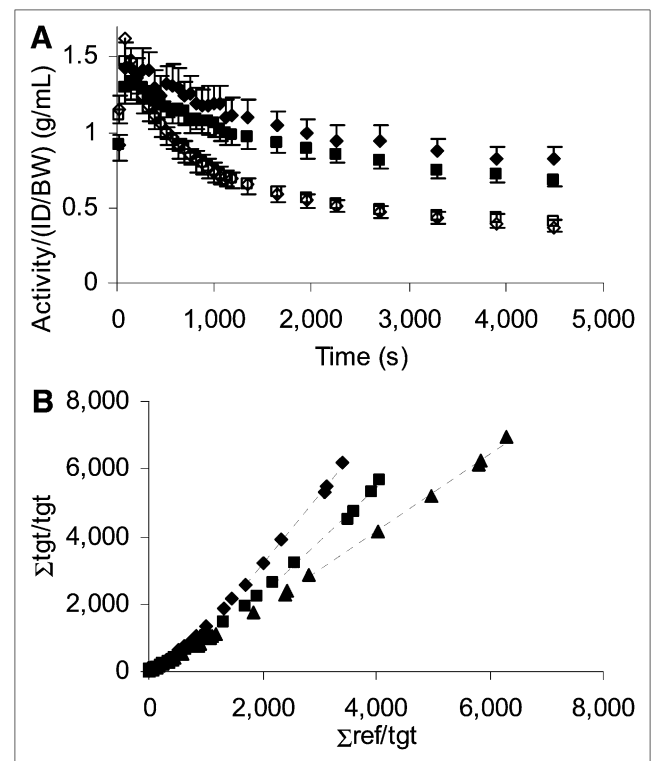 A
Activity/(ID/BW) (g/mL)
1.5
1
0.5
0
0 1,000 2,000 3,000 4,000 5,000
Time (s)
B
Σtgt/tgt
8,000
6,000
4,000
2,000
0
0 2,000 4,000 6,000 8,000
Σref/tgt